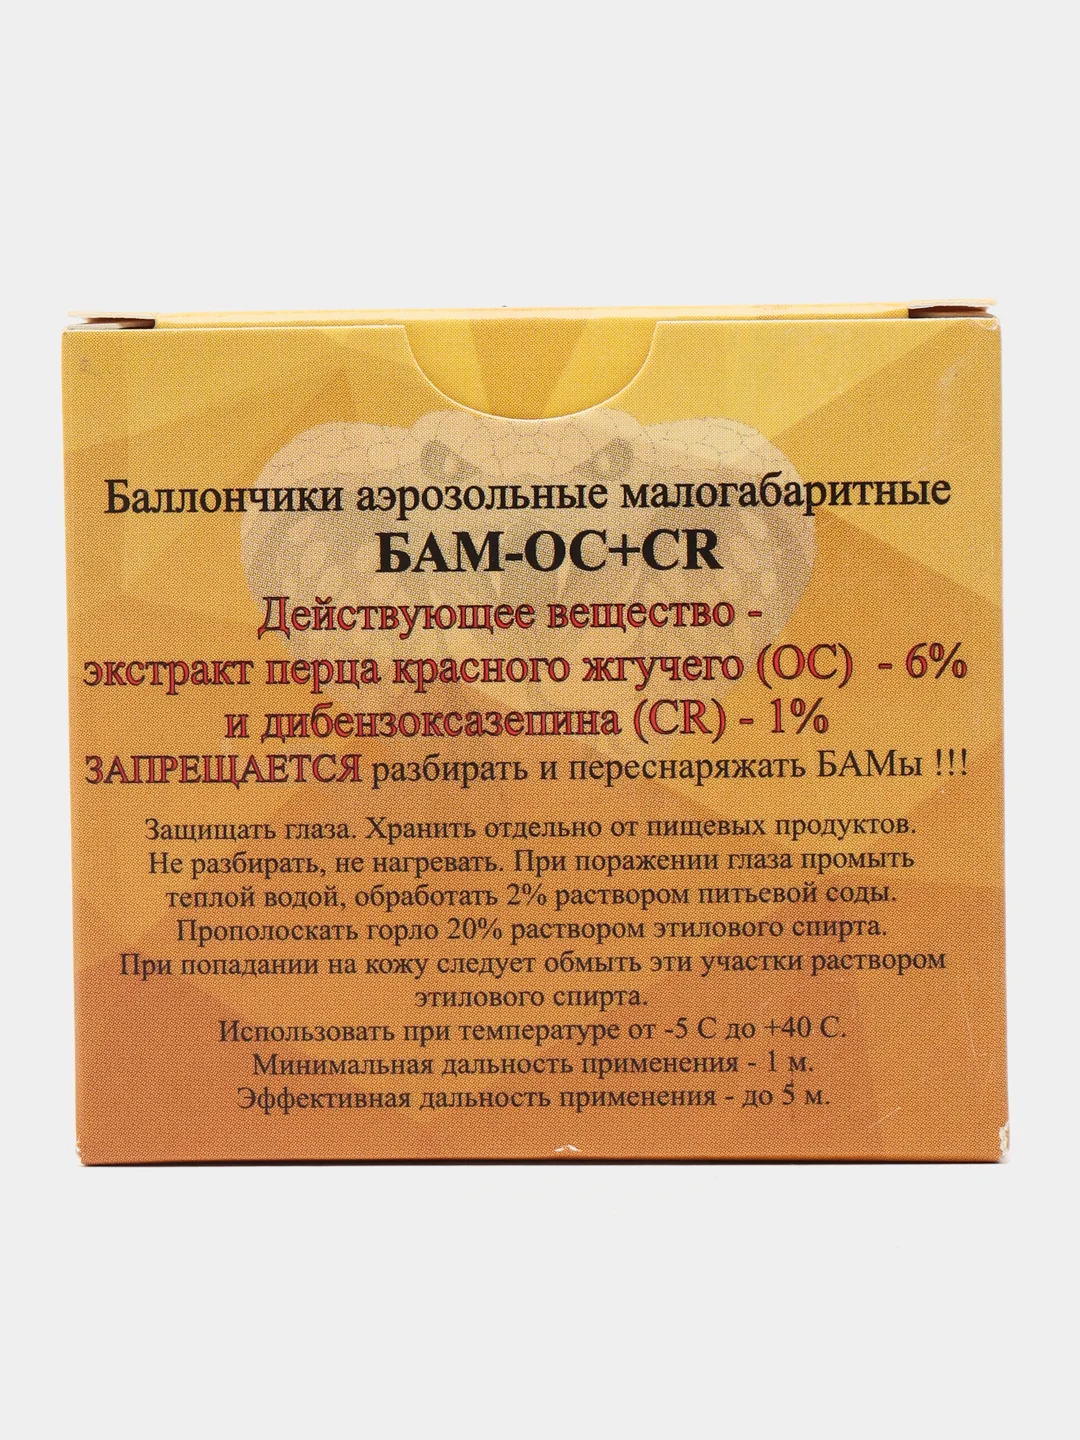 Баллончики аэрозольные малогабаритные
БАМ-ОС+CR
Действующее вещество -
экстракт перца красного жгучего (ОС) - 6%
и дибензоксазепина (CR) - 1%
ЗАПРЕЩАЕТСЯ разбирать и переснаряжать БАМы !!!
Защищать глаза. Хранить отдельно от пищевых продуктов.
Не разбирать, не нагревать. При поражении глаза промыть
теплой водой, обработать 2% раствором питьевой соды.
Прополоскать горло 20% раствором этилового спирта.
При попадании на кожу следует обмыть эти участки раствором
этилового спирта.
Использовать при температуре от -5 С до +40 С.
Минимальная дальность применения - 1 м.
Эффективная дальность применения - до 5 м.